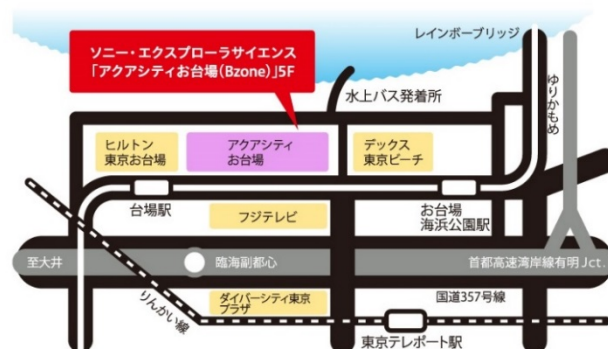 ソニー・エクスプローラサイエンス
「アクアシティお台場(Bzone)」5F
レインボーブリッジ
ゆりかもめ
水上バス発着所
ヒルトン
東京お台場
アクアシティ
お台場
デックス
東京ビーチ
台場駅
フジテレビ
お台場
海浜公園駅
至大井
臨海副都心
首都高速湾岸線有明Jct.
りんかい線
ダイバーシティ東京
プラザ
国道357号線
東京テレポート駅